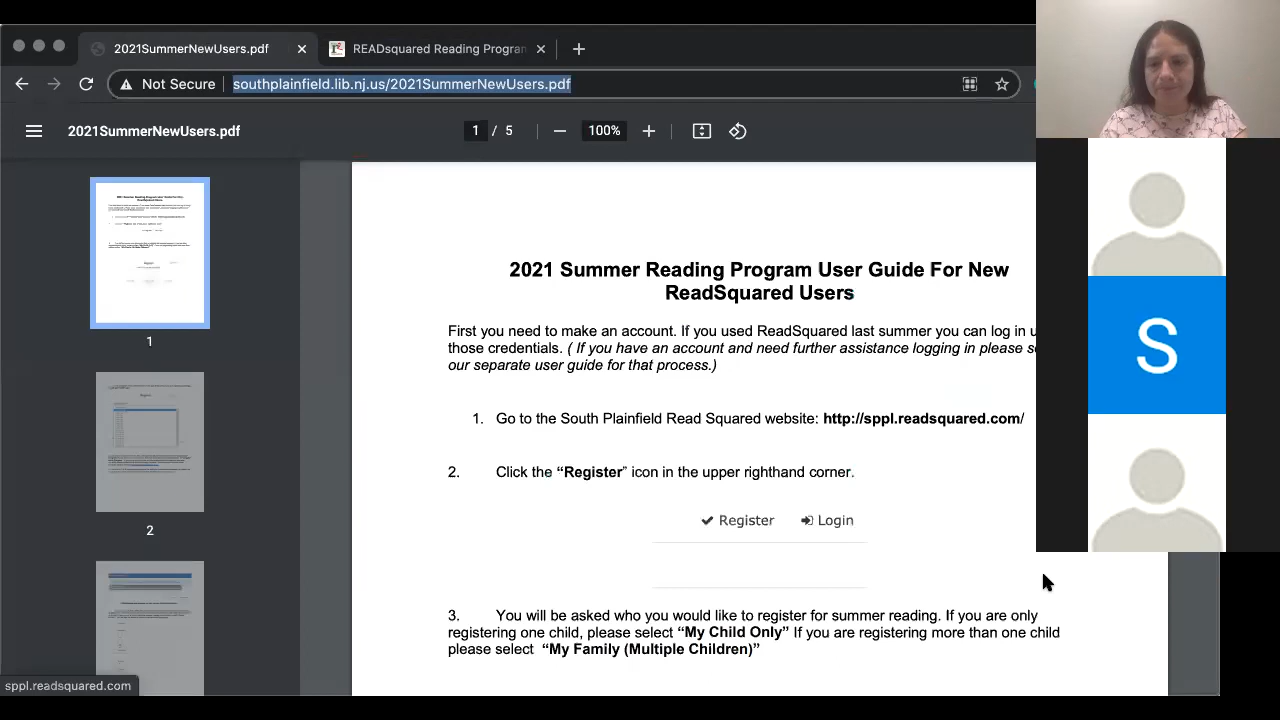 2021SummerNewUsers.pdf
READsquared Reading Program
Not Secure
southplainfield.lib.nj.us/2021SummerNewUsers.pdf
2021SummerNewUsers.pdf
1 / 5
100%
1
2
2021 Summer Reading Program User Guide For New
ReadSquared Users
First you need to make an account. If you used ReadSquared last summer you can log in
those credentials. ( If you have an account and need further assistance logging in please
our separate user guide for that process.)
1. Go to the South Plainfield Read Squared website: http://sppl.readsquared.com/
2. Click the “Register” icon in the upper righthand corner.
Register Login
3. You will be asked who you would like to register for summer reading. If you are only
registering one child, please select “My Child Only” If you are registering more than one child
please select “My Family (Multiple Children)”
sppl.readsquared.com
S